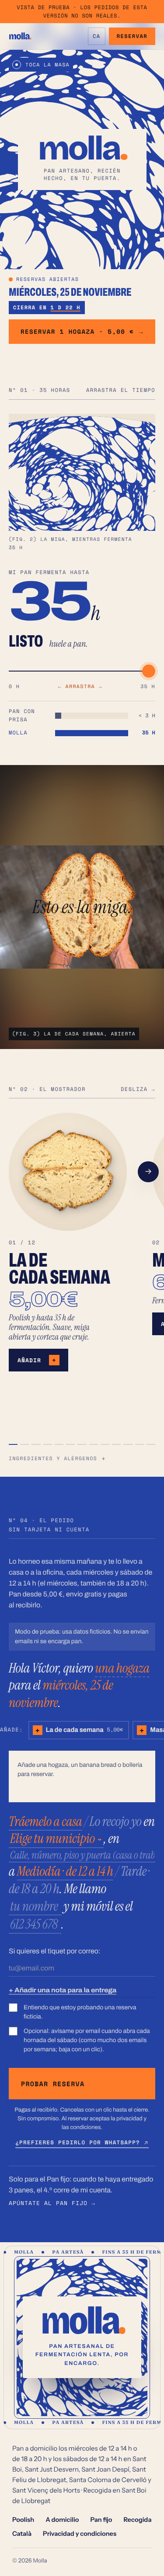 VISTA DE PRUEBA · LOS PEDIDOS DE ESTA
VERSIÓN NO SON REALES.
molla.
CA
RESERVAR
TOCA LA MASA
molla.
PAN ARTESANO, RECIÉN
HECHO, EN TU PUERTA.
RESERVAS ABIERTAS
MIÉRCOLES, 25 DE NOVIEMBRE
CIERRA EN 1 D 22 H
RESERVAR 1 HOGAZA · 5,00 € →
Nº 01 · 35 HORAS
ARRASTRA EL TIEMPO
(FIG. 2) LA MIGA, MIENTRAS FERMENTA
35 H
MI PAN FERMENTA HASTA
35h
LISTO huele a pan.
0 H
← ARRASTRA →
35 H
PAN CON
PRISA
< 3 H
MOLLA
35 H
Esto es la miga.
(FIG. 3) LA DE CADA SEMANA, ABIERTA
Nº 02 · EL MOSTRADOR
DESLIZA →
01 / 12
LA DE
CADA SEMANA
5,00€
Poolish y hasta 35 h de
fermentación. Suave, miga
abierta y corteza que cruje.
AÑADIR +
02
M
6
Ferm
A
INGREDIENTES Y ALÉRGENOS ↓
Nº 04 · EL PEDIDO
SIN TARJETA NI CUENTA
Lo horneo esa misma mañana y te lo llevo a
casa o a la oficina, cada miércoles y sábado de
12 a 14 h (el miércoles, también de 18 a 20 h).
Pan desde 5,00 €, envío gratis y pagas
al recibirlo.
Modo de prueba: usa datos ficticios. No se envían
emails ni se encarga pan.
Hola Víctor, quiero una hogaza
para el miércoles, 25 de
noviembre.
AÑADE:
+ La de cada semana 5,00€
+ Masa
Añade una hogaza, un banana bread o bollería
para reservar.
Tráemelo a casa / Lo recojo yo en
Elige tu municipio , en
Calle, número, piso y puerta (casa o trab
a Mediodía · de 12 a 14 h / Tarde ·
de 18 a 20 h. Me llamo
tu nombre y mi móvil es el
612 345 678 .
Si quieres el tiquet por correo:
tu@email.com
+ Añadir una nota para la entrega
Entiendo que estoy probando una reserva
ficticia.
Opcional: avisarme por email cuando abra cada
hornada del sábado (como mucho dos emails
por semana; baja con un clic).
PROBAR RESERVA
Pagas al recibirlo. Cancelas con un clic hasta el cierre.
Sin compromiso. Al reservar aceptas la privacidad y
las condiciones.
¿PREFIERES PEDIRLO POR WHATSAPP? ↗
Solo para el Pan fijo: cuando te haya entregado
3 panes, el 4.º corre de mi cuenta.
APÚNTATE AL PAN FIJO →
MOLLA ◆ PA ARTESÀ ◆ FINS A 35 H DE FERM
molla.
PAN ARTESANAL DE
FERMENTACIÓN LENTA, POR
ENCARGO.
MOLLA ◆ PA ARTESÀ ◆ FINS A 35 H DE FERM
Pan a domicilio los miércoles de 12 a 14 h o
de 18 a 20 h y los sábados de 12 a 14 h en Sant
Boi, Sant Just Desvern, Sant Joan Despí, Sant
Feliu de Llobregat, Santa Coloma de Cervelló y
Sant Vicenç dels Horts · Recogida en Sant Boi
de Llobregat
Poolish A domicilio Pan fijo Recogida
Català Privacidad y condiciones
© 2026 Molla